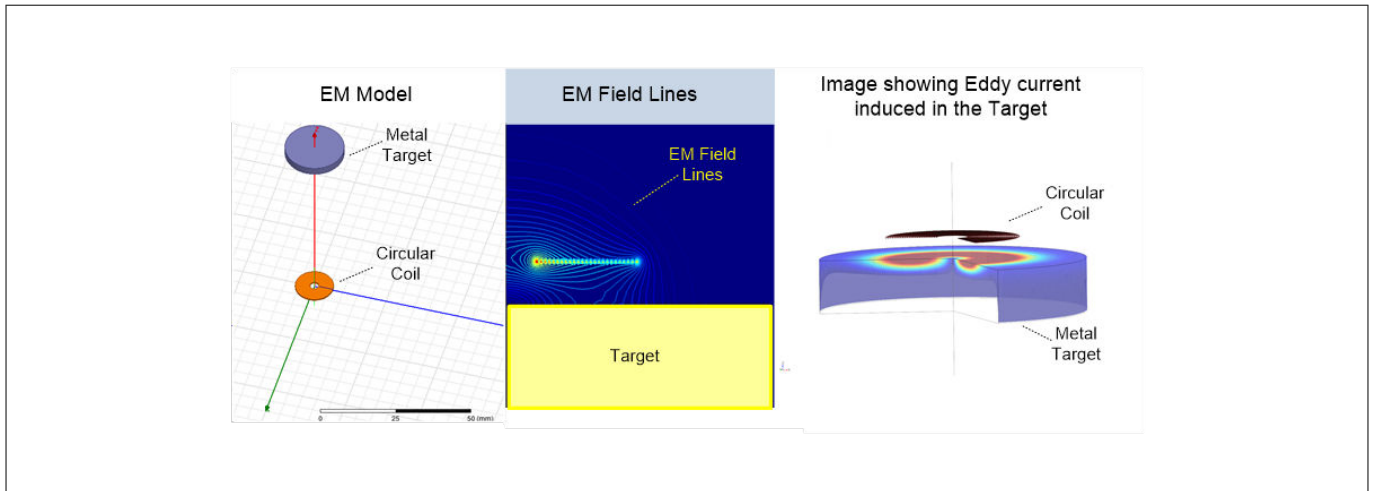 EM Model
Metal
Target
Circular
Coil
0
25
50 (mm)
EM Field Lines
EM Field
Lines
Target
Image showing Eddy current
induced in the Target
Circular
Coil
Metal
Target